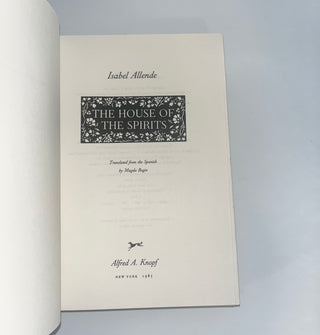 Isabel Allende
THE HOUSE OF
THE SPIRITS
Translated from the Spanish
by Magda Bogin
Alfred A. Knopf
NEW YORK 1985